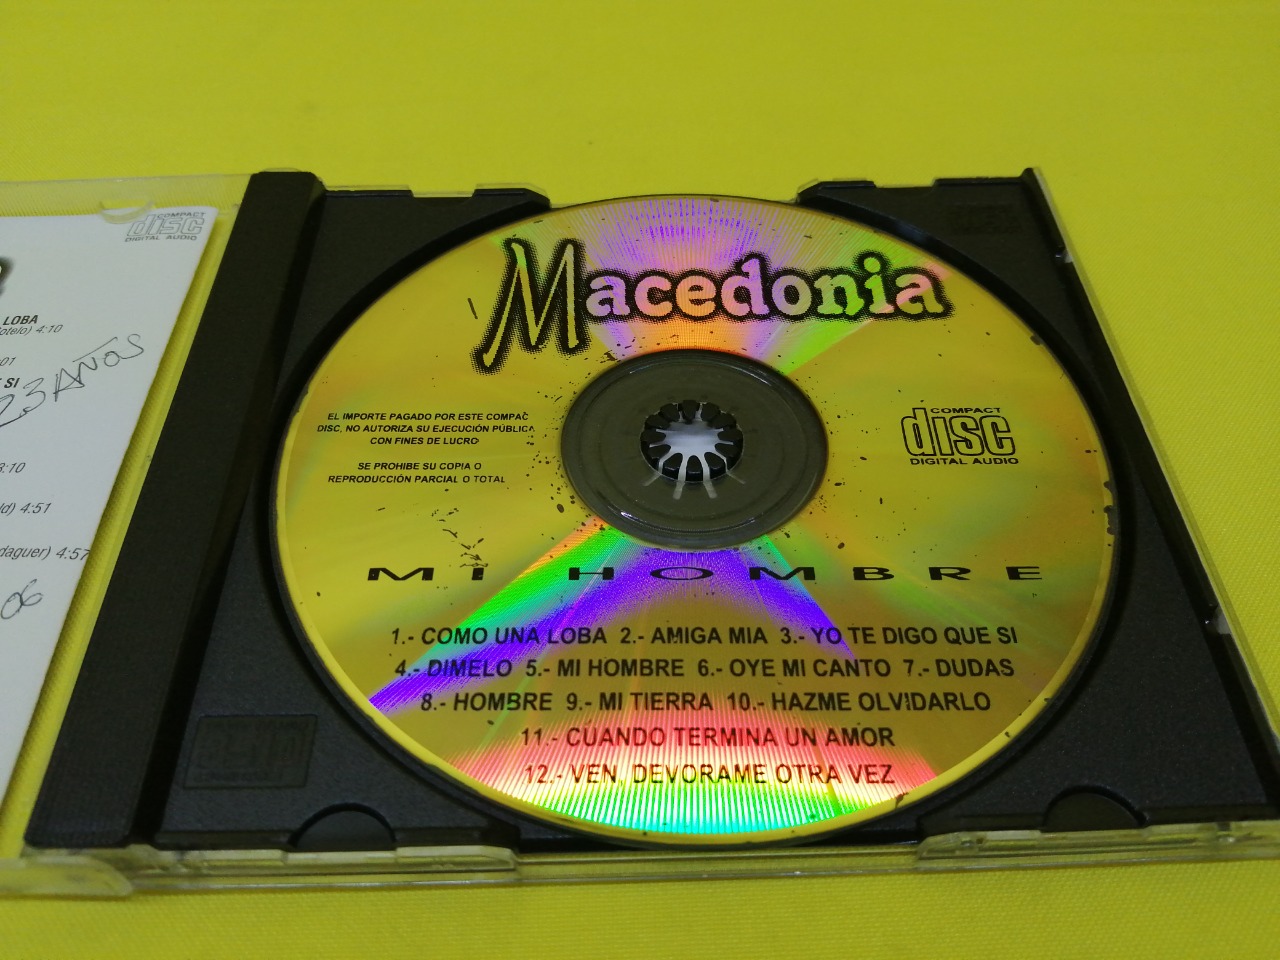 COMPACT
disc
DIGITAL AUDIO
LOBA
4:10
SI
23 AÑOS
3:10
4:51
4:57
06
Macedonia
EL IMPORTE PAGADO POR ESTE COMPAC
DISC, NO AUTORIZA SU EJECUCIÓN PÚBLICA
CON FINES DE LUCRO
SE PROHIBE SU COPIA O
REPRODUCCIÓN PARCIAL O TOTAL
COMPACT
disc
DIGITAL AUDIO
MI HOMBRE
1.- COMO UNA LOBA 2.- AMIGA MIA 3.- YO TE DIGO QUE SI
4.- DIMELO 5.- MI HOMBRE 6.- OYE MI CANTO 7.- DUDAS
8.- HOMBRE 9.- MI TIERRA 10.- HAZME OLVIDARLO
11.- CUANDO TERMINA UN AMOR
12.- VEN, DEVORAME OTRA VEZ